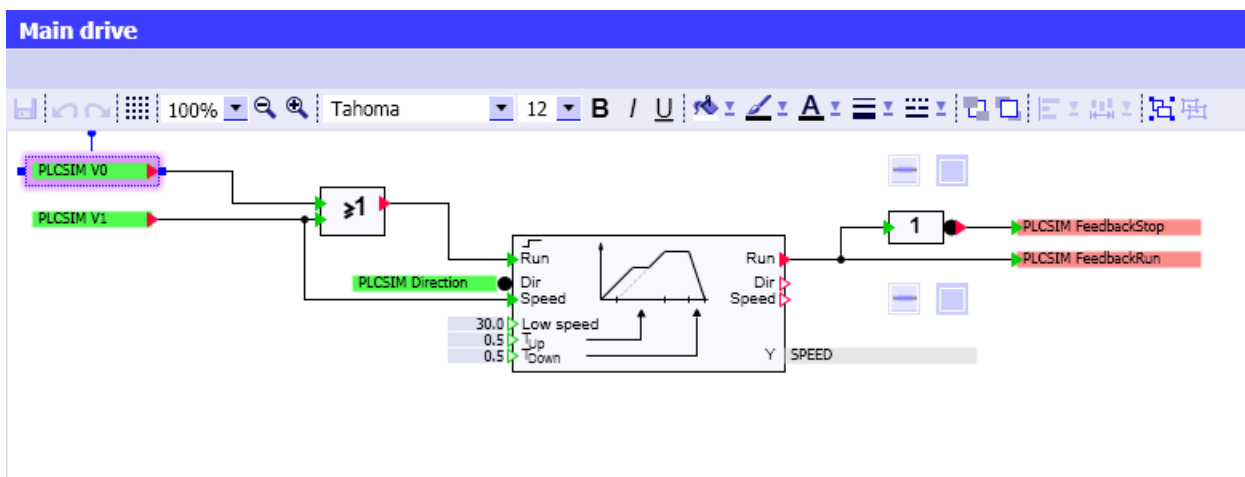 Main drive
100% Tahoma 12 B I U A
PLCSIM V0
PLCSIM V1
≥1
1
PLCSIM FeedbackStop
PLCSIM FeedbackRun
Run Run
PLCSIM Direction Dir Dir
Speed Speed
30.0 Low speed
0.5 TUp
0.5 TDown Y SPEED